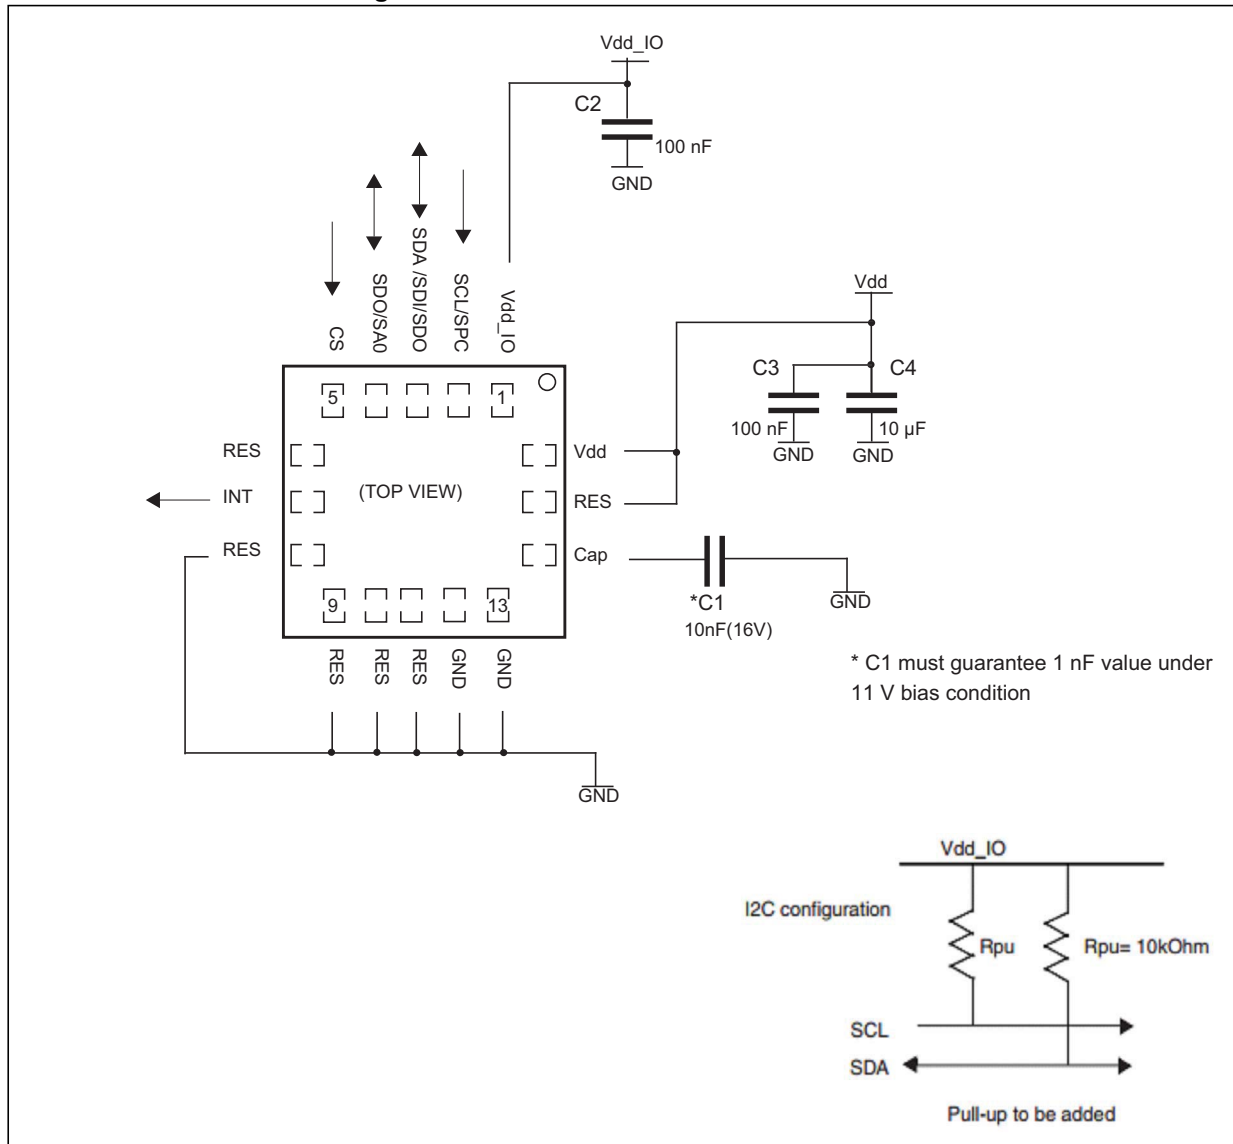 Vdd_IO
C2
100 nF
GND
CS
SDO/SA0
SDA /SDI/SDO
SCL/SPC
Vdd_IO
Vdd
C3
C4
100 nF
10 µF
GND
GND
5
1
RES
INT
RES
(TOP VIEW)
Vdd
RES
Cap
*C1
10nF(16V)
GND
9
13
RES
RES
RES
GND
GND
GND
* C1 must guarantee 1 nF value under
11 V bias condition
Vdd_IO
I2C configuration
Rpu
Rpu= 10kOhm
SCL
SDA
Pull-up to be added